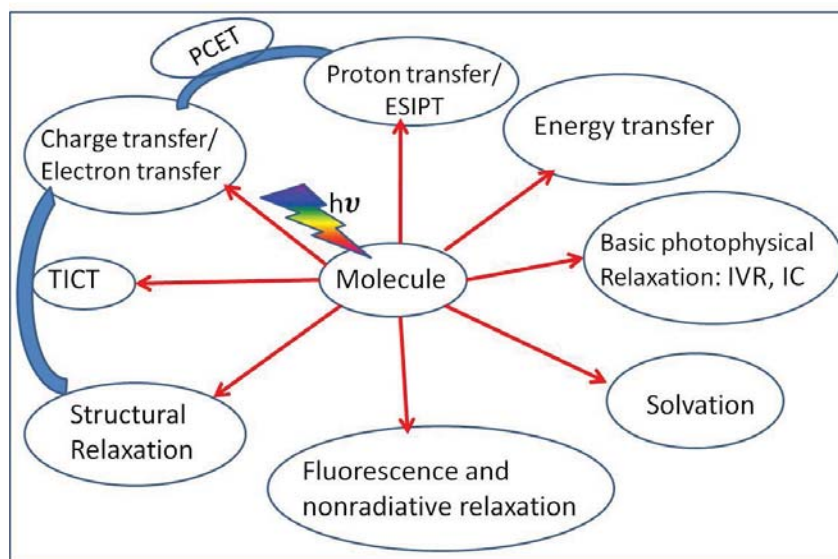 PCET
Proton transfer/
ESIPT
Charge transfer/
Electron transfer
Energy transfer
hυ
Basic photophysical
Relaxation: IVR, IC
TICT
Molecule
Solvation
Structural
Relaxation
Fluorescence and
nonradiative relaxation